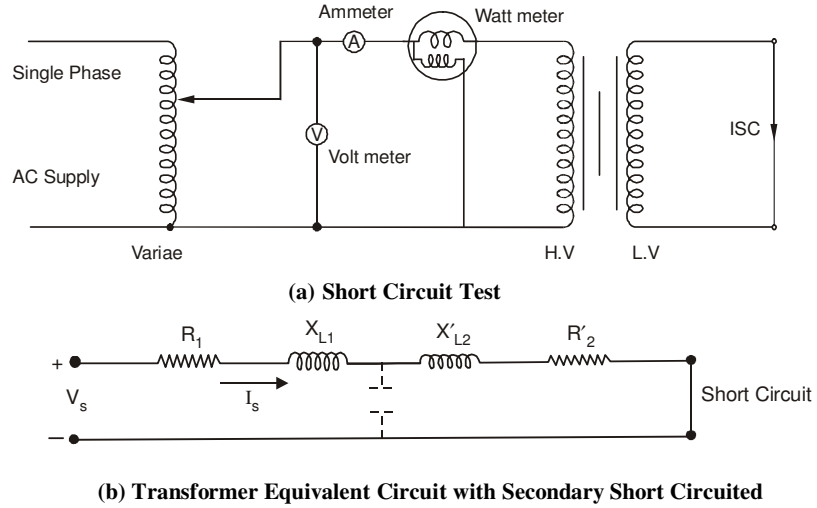 Ammeter
Watt meter
A
Single Phase
V
Volt meter
ISC
AC Supply
Variae
H.V
L.V
(a) Short Circuit Test
R1
XL1
X′L2
R′2
+
Vs
Is
Short Circuit
–
(b) Transformer Equivalent Circuit with Secondary Short Circuited